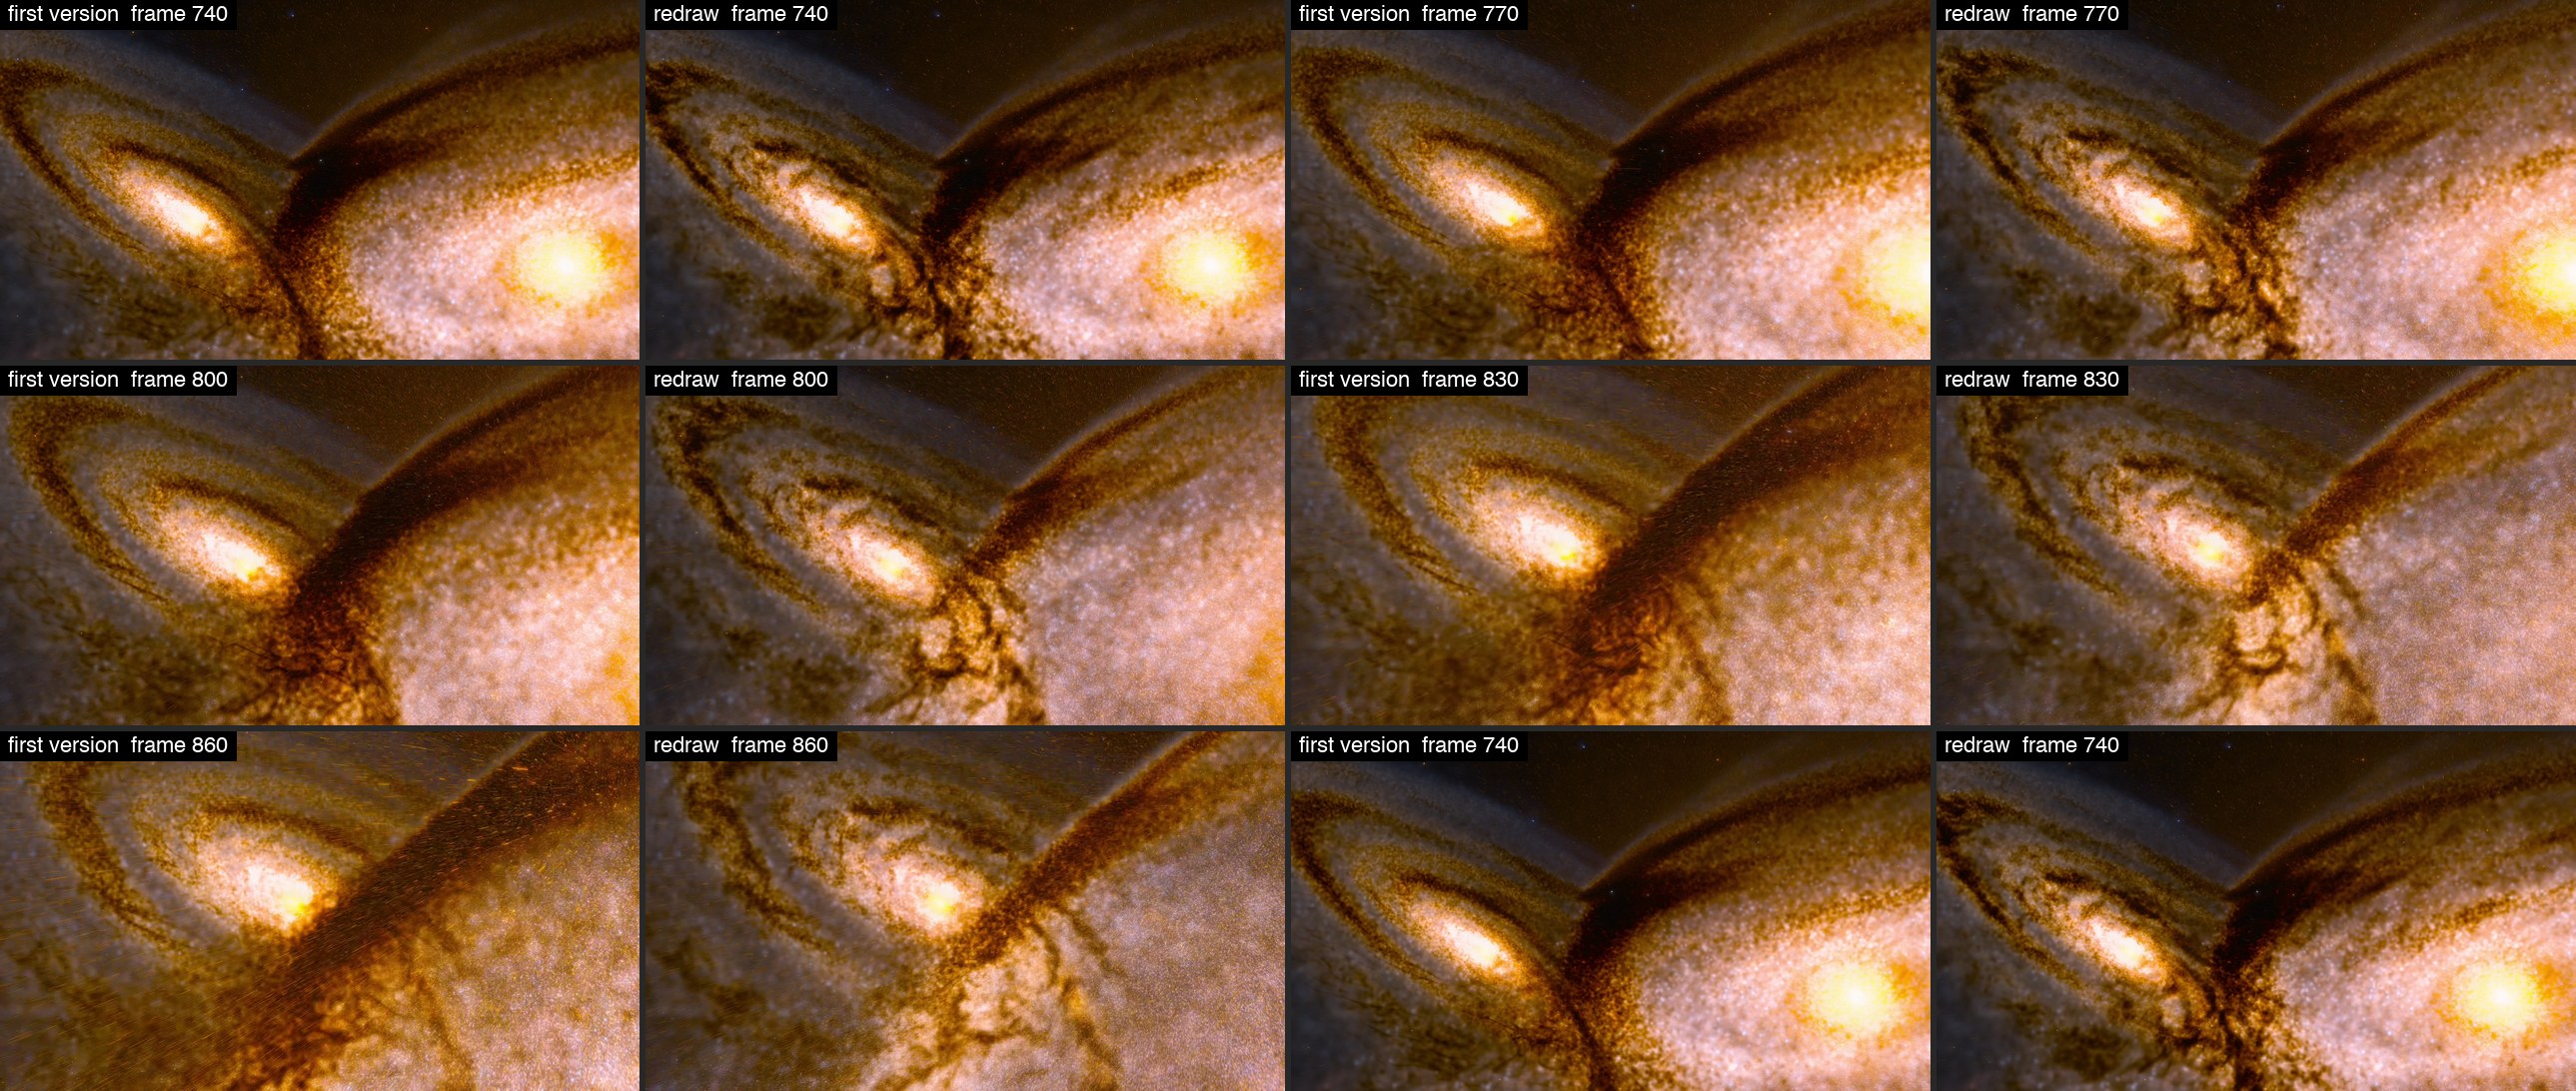 first version frame 740
redraw frame 740
first version frame 770
redraw frame 770
first version frame 800
redraw frame 800
first version frame 830
redraw frame 830
first version frame 860
redraw frame 860
first version frame 740
redraw frame 740